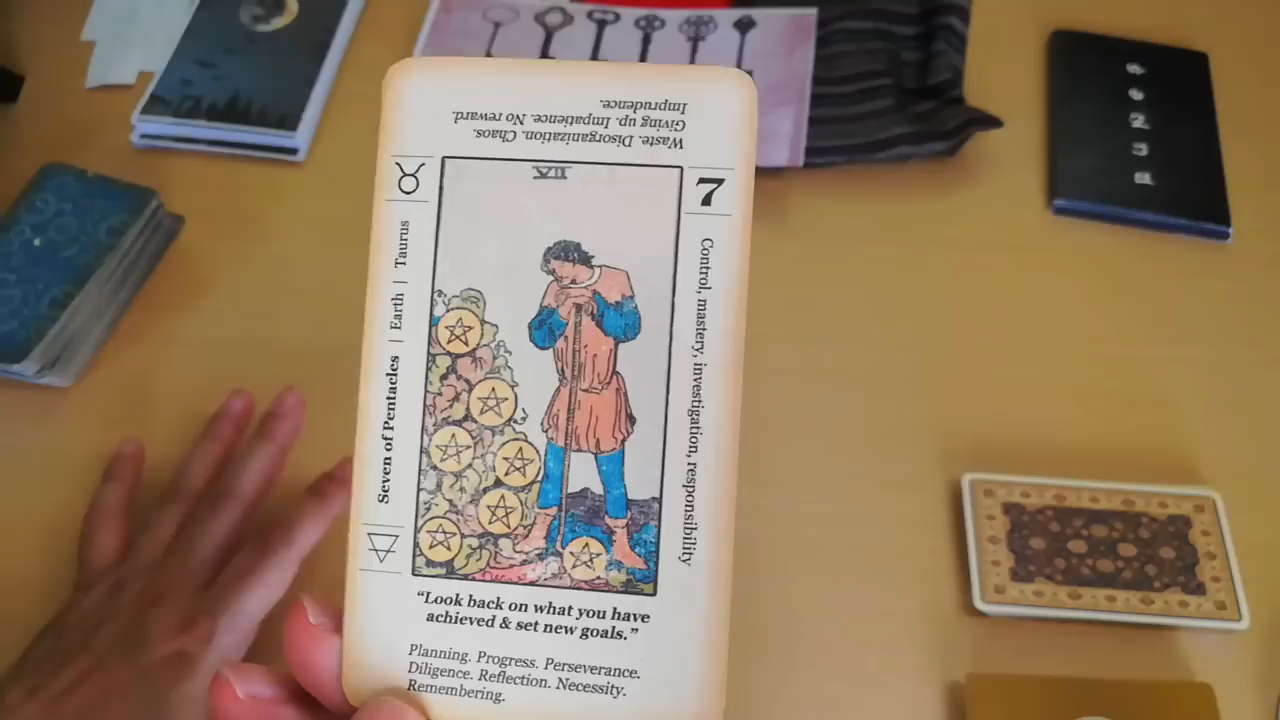 Waste. Disorganization. Chaos.
Giving up. Impatience. No reward.
Imprudence.
VII
7
Seven of Pentacles | Earth | Taurus
Control, mastery, investigation, responsibility
“Look back on what you have
achieved & set new goals.”
Planning. Progress. Perseverance.
Diligence. Reflection. Necessity.
Remembering.